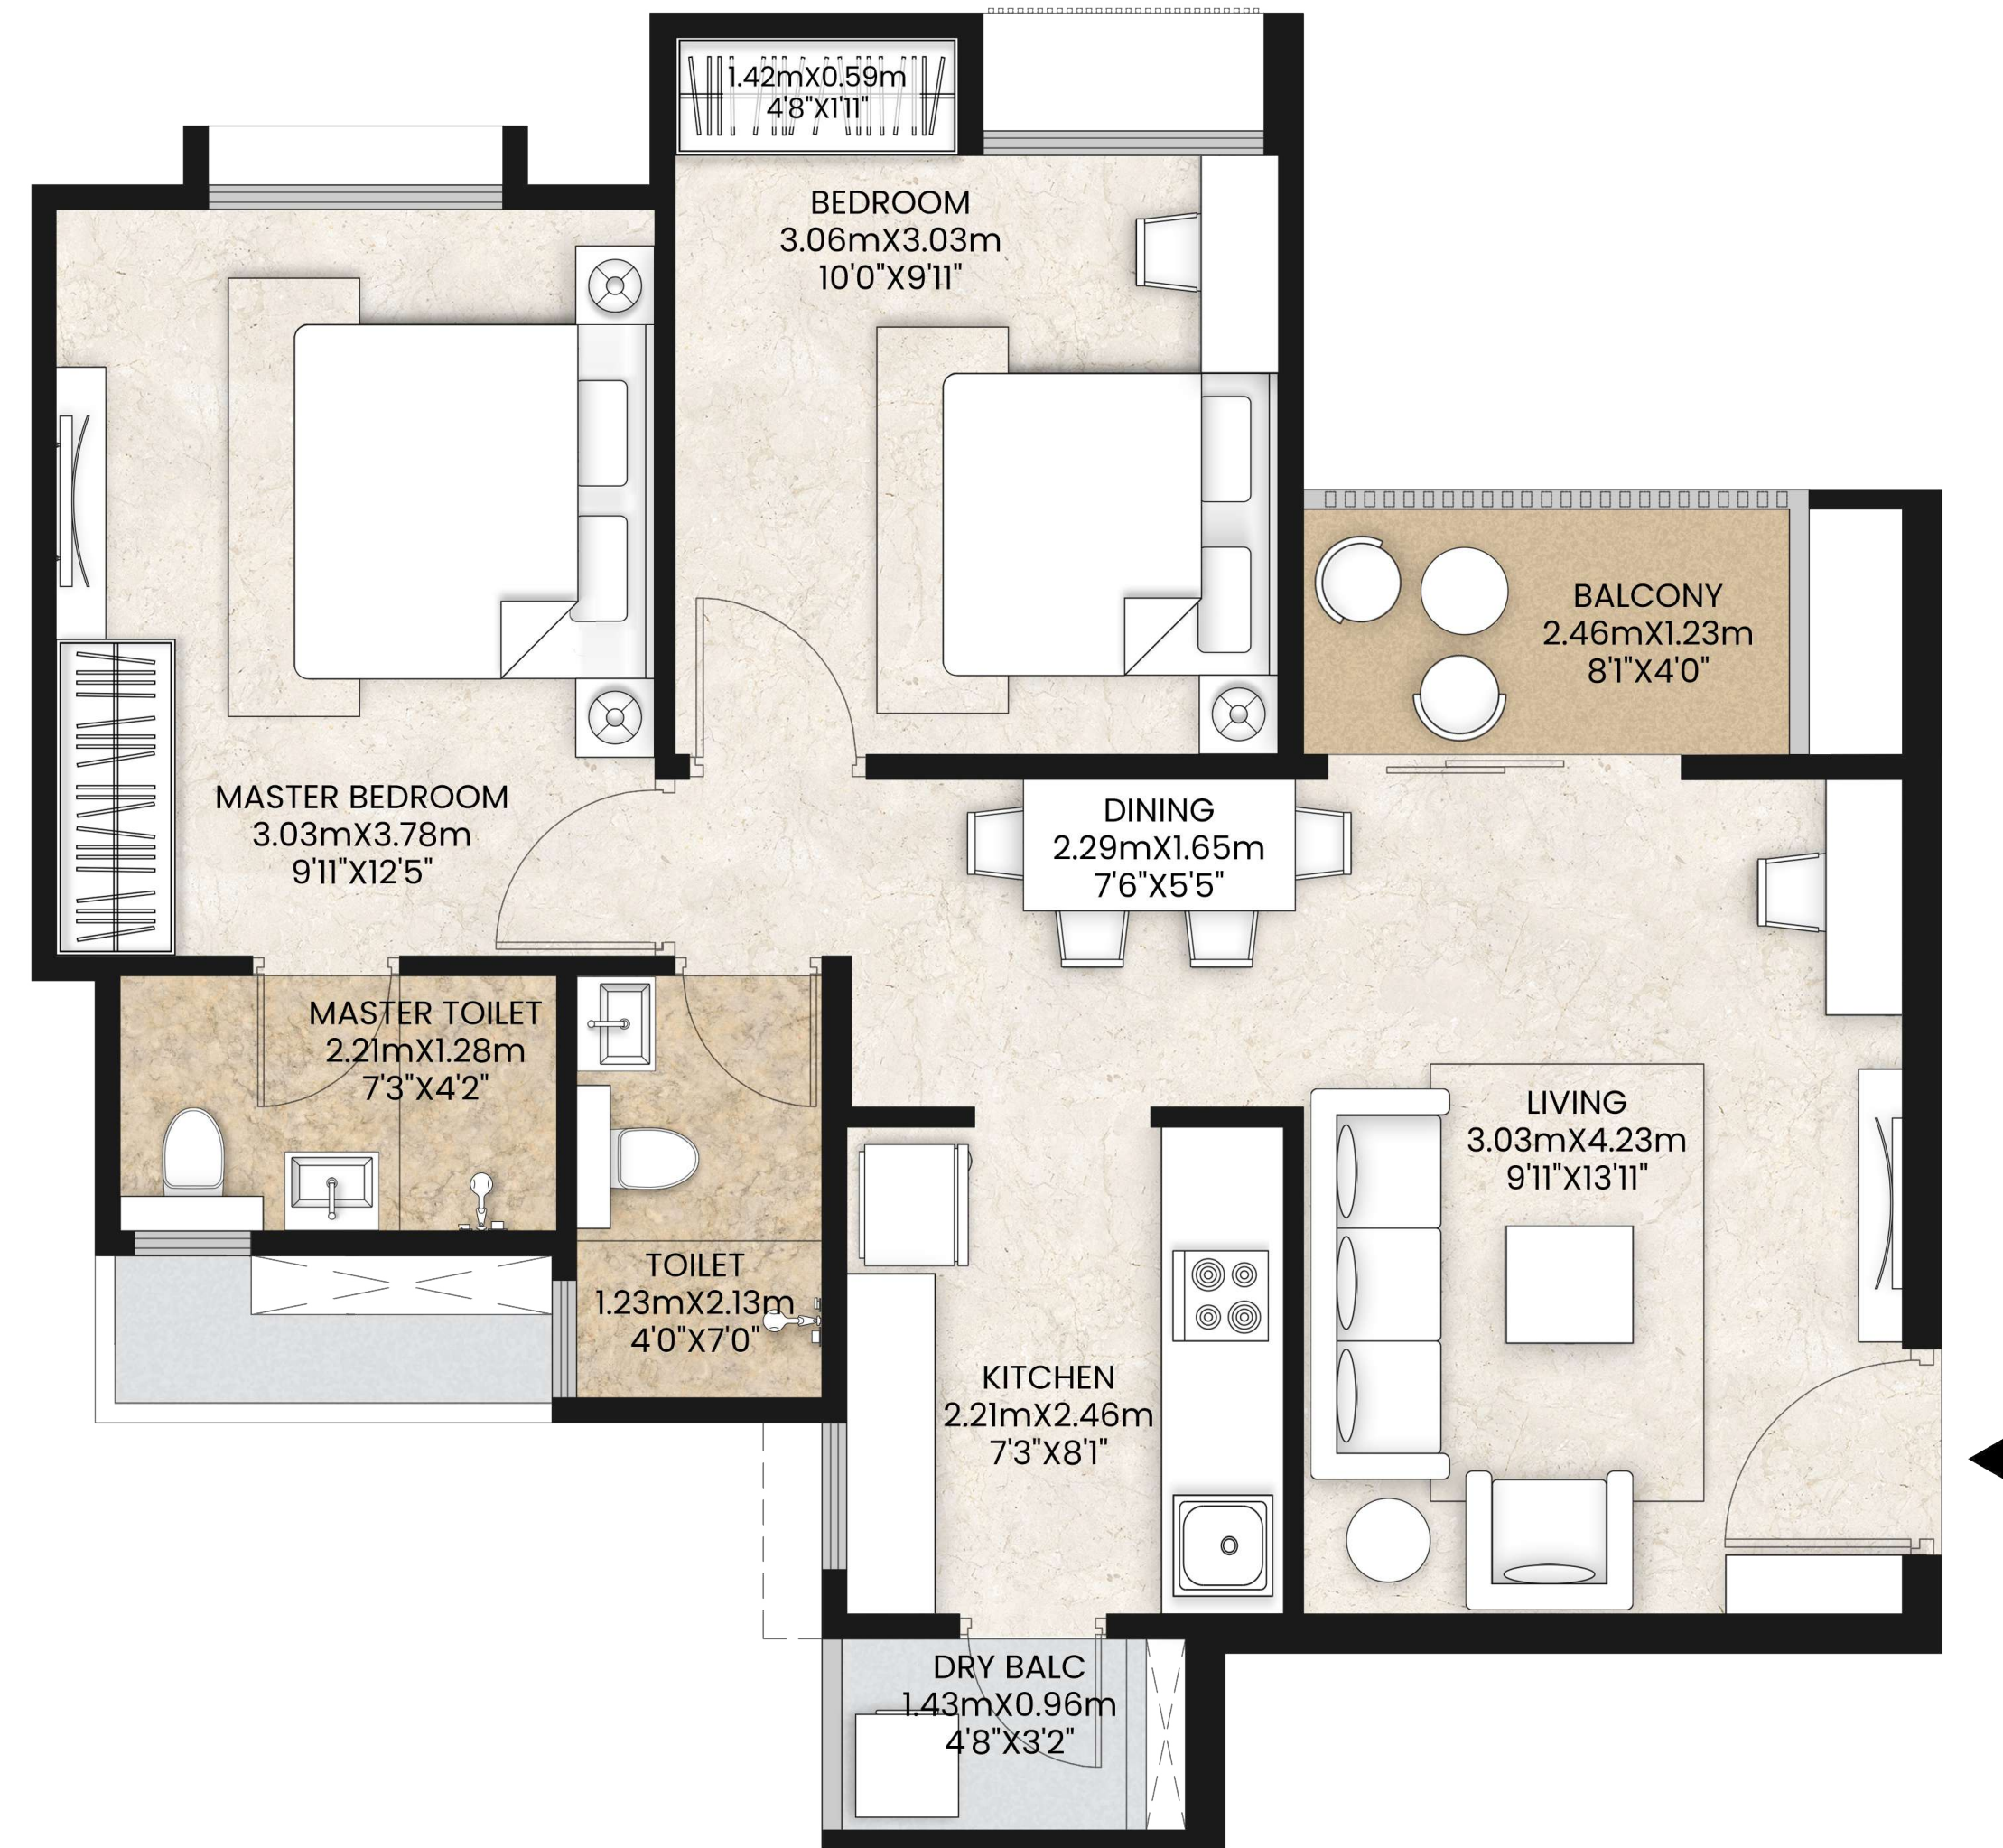 1.42mX0.59m
4'8"X1'11"
BEDROOM
3.06mX3.03m
10'0"X9'11"
BALCONY
2.46mX1.23m
8'1"X4'0"
MASTER BEDROOM
3.03mX3.78m
9'11"X12'5"
DINING
2.29mX1.65m
7'6"X5'5"
MASTER TOILET
2.21mX1.28m
7'3"X4'2"
LIVING
3.03mX4.23m
9'11"X13'11"
TOILET
1.23mX2.13m
4'0"X7'0"
KITCHEN
2.21mX2.46m
7'3"X8'1"
DRY BALC
1.43mX0.96m
4'8"X3'2"